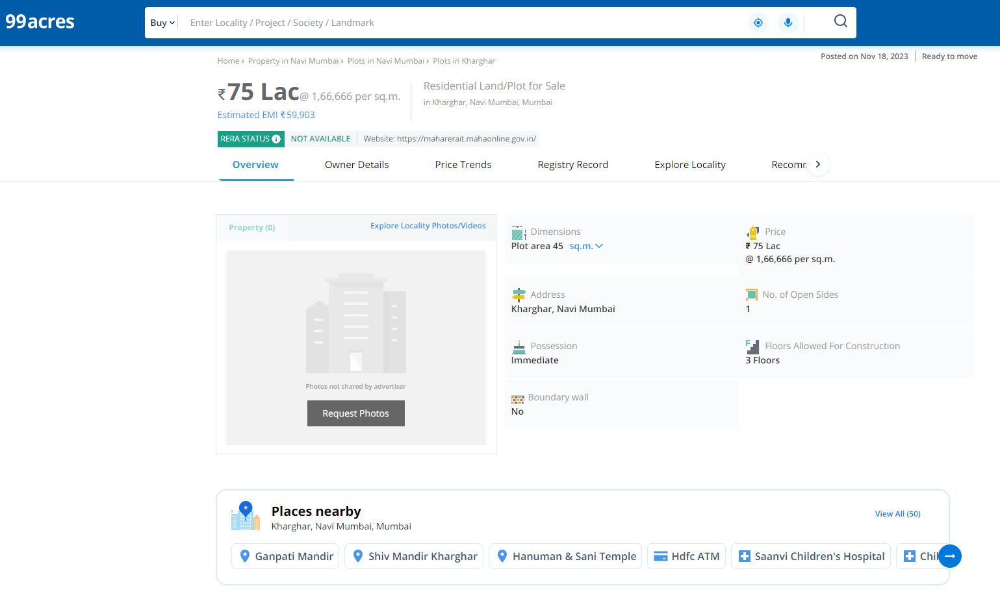 99acres
Buy
Enter Locality / Project / Society / Landmark
Home › Property in Navi Mumbai › Plots in Navi Mumbai › Plots in Kharghar
Posted on Nov 18, 2023 Ready to move
₹75 Lac@ 1,66,666 per sq.m.
Estimated EMI ₹59,903
Residential Land/Plot for Sale
in Kharghar, Navi Mumbai, Mumbai
RERA STATUS i NOT AVAILABLE Website: https://maharerait.mahaonline.gov.in/
Overview Owner Details Price Trends Registry Record Explore Locality Recomm
Property (0) Explore Locality Photos/Videos
Photos not shared by advertiser
Request Photos
Dimensions
Plot area 45 sq.m.
Price
₹ 75 Lac
@ 1,66,666 per sq.m.
Address
Kharghar, Navi Mumbai
No. of Open Sides
1
Possession
Immediate
F Floors Allowed For Construction
3 Floors
Boundary wall
No
Places nearby
Kharghar, Navi Mumbai, Mumbai
View All (50)
Ganpati Mandir Shiv Mandir Kharghar Hanuman & Sani Temple Hdfc ATM Saanvi Children's Hospital Chil